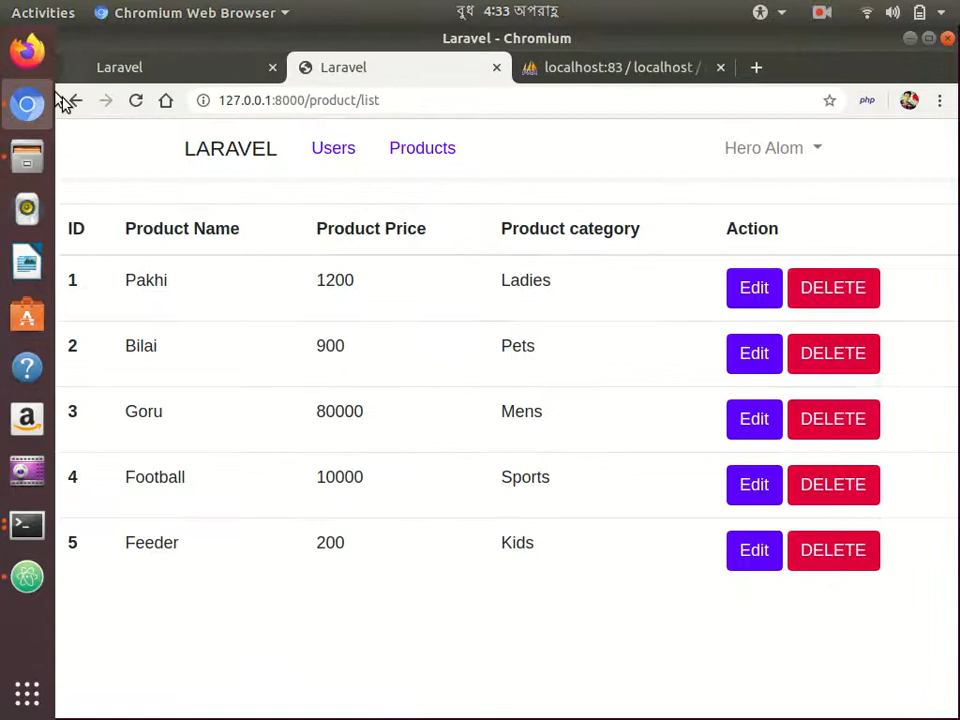 Activities Chromium Web Browser বুধ 4:33 অপরাহ্ণ
Laravel - Chromium
Laravel Laravel localhost:83 / localhost /
127.0.0.1:8000/product/list php
LARAVEL Users Products Hero Alom
ID Product Name Product Price Product category Action
1 Pakhi 1200 Ladies Edit DELETE
2 Bilai 900 Pets Edit DELETE
3 Goru 80000 Mens Edit DELETE
4 Football 10000 Sports Edit DELETE
5 Feeder 200 Kids Edit DELETE